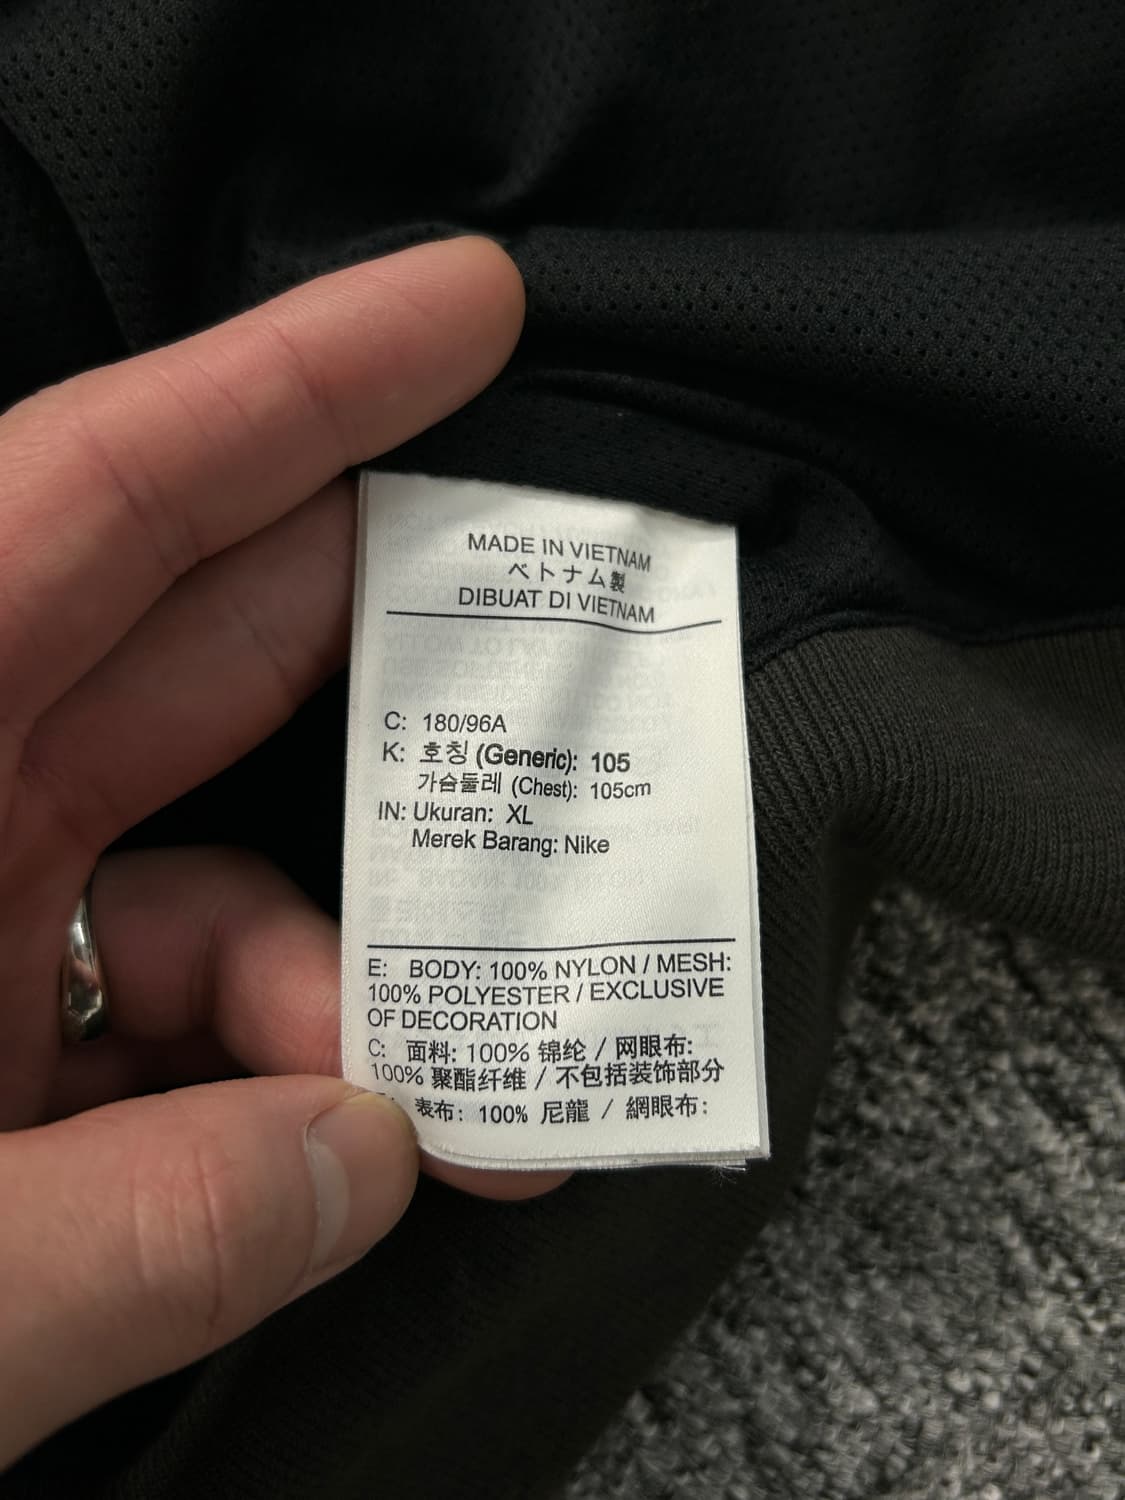 MADE IN VIETNAM
ベトナム製
DIBUAT DI VIETNAM
C: 180/96A
K: 호칭 (Generic): 105
가슴둘레 (Chest): 105cm
IN: Ukuran: XL
Merek Barang: Nike
E: BODY: 100% NYLON / MESH:
100% POLYESTER / EXCLUSIVE
OF DECORATION
C: 面料: 100% 锦纶 / 网眼布:
100% 聚酯纤维 / 不包括装饰部分
表布: 100% 尼龍 / 網眼布: